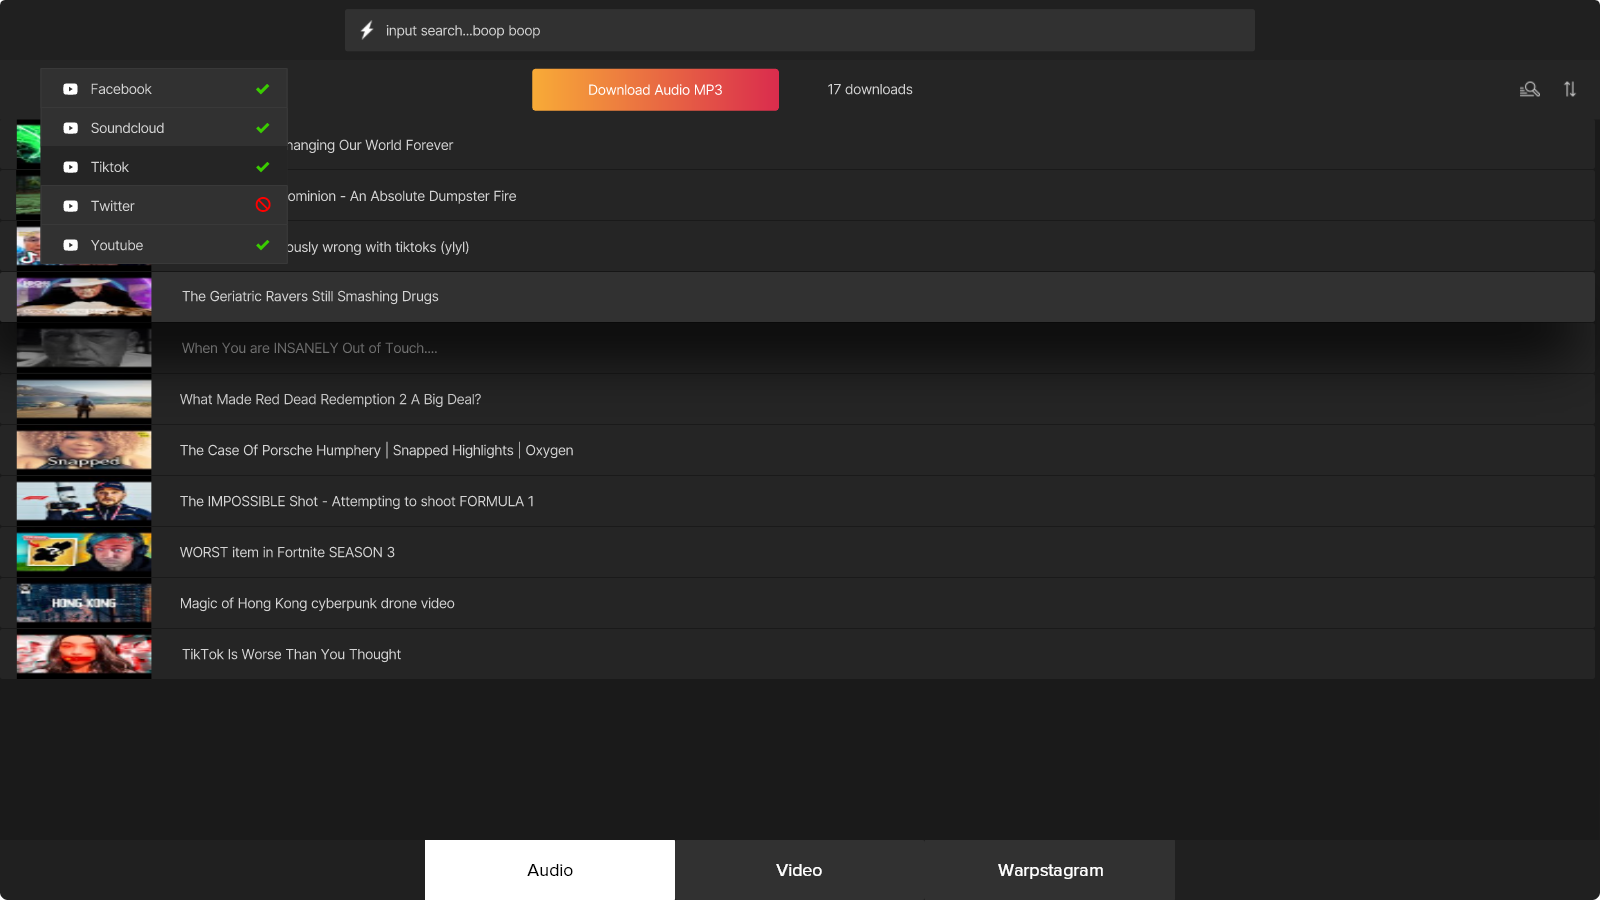 input search...boop boop
Facebook
Soundcloud
Tiktok
Twitter
Youtube
Download Audio MP3
17 downloads
hanging Our World Forever
ominion - An Absolute Dumpster Fire
ously wrong with tiktoks (ylyl)
The Geriatric Ravers Still Smashing Drugs
When You are INSANELY Out of Touch....
What Made Red Dead Redemption 2 A Big Deal?
Snapped
The Case Of Porsche Humphery | Snapped Highlights | Oxygen
The IMPOSSIBLE Shot - Attempting to shoot FORMULA 1
WORST item in Fortnite SEASON 3
HONG KONG
Magic of Hong Kong cyberpunk drone video
TikTok Is Worse Than You Thought
Audio
Video
Warpstagram